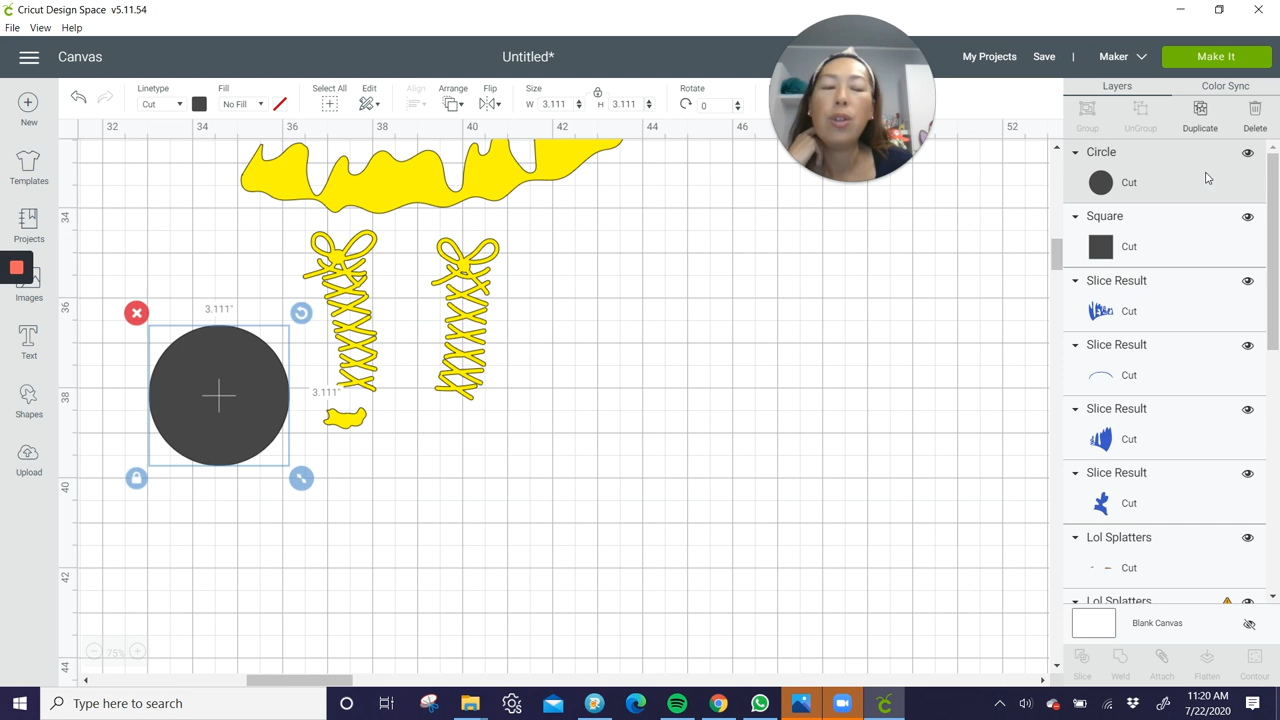 Cricut Design Space v5.11.54
File View Help
Canvas
Untitled*
My Projects Save | Maker Make It
Linetype Fill Select All Edit Align Arrange Flip Size Rotate
Cut No Fill W 3.111 H 3.111 0
Layers Color Sync
Group UnGroup Duplicate Delete
New
Templates
Projects
Images
Text
Shapes
Upload
32 34 36 38 40 42 44 46 52
34
36
38
40
42
44
3.111"
3.111"
75%
Circle
Cut
Square
Cut
Slice Result
Cut
Slice Result
Cut
Slice Result
Cut
Slice Result
Cut
Lol Splatters
Cut
Lol Splatters
Blank Canvas
Slice Weld Attach Flatten Contour
Type here to search
11:20 AM
7/22/2020